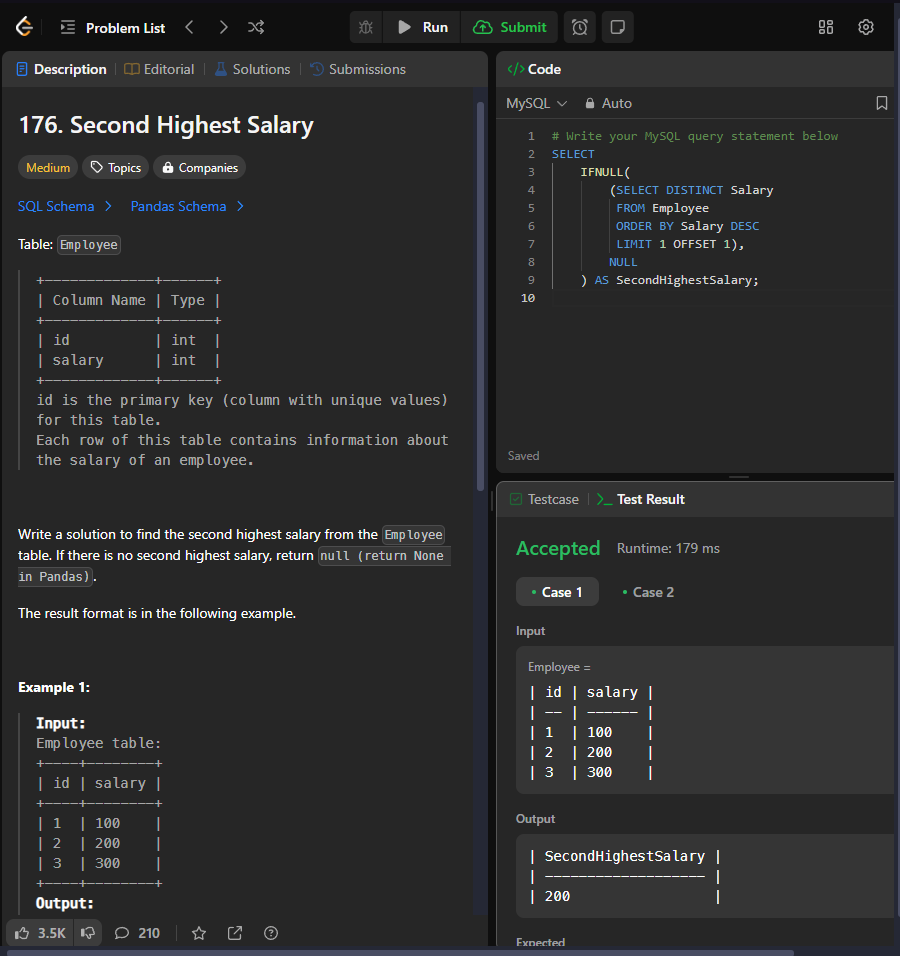 Problem List
Run
Submit
Description
Editorial
Solutions
Submissions
176. Second Highest Salary
Medium
Topics
Companies
SQL Schema
Pandas Schema
Table: Employee
+-------------+------+
| Column Name | Type |
+-------------+------+
| id          | int  |
| salary      | int  |
+-------------+------+
id is the primary key (column with unique values)
for this table.
Each row of this table contains information about
the salary of an employee.
Write a solution to find the second highest salary from the Employee
table. If there is no second highest salary, return null (return None
in Pandas).
The result format is in the following example.
Example 1:
Input:
Employee table:
+----+--------+
| id | salary |
+----+--------+
| 1  | 100    |
| 2  | 200    |
| 3  | 300    |
+----+--------+
Output:
3.5K
210
Code
MySQL
Auto
1 # Write your MySQL query statement below
2 SELECT
3     IFNULL(
4         (SELECT DISTINCT Salary
5          FROM Employee
6          ORDER BY Salary DESC
7          LIMIT 1 OFFSET 1),
8         NULL
9     ) AS SecondHighestSalary;
10
Saved
Testcase
Test Result
Accepted
Runtime: 179 ms
Case 1
Case 2
Input
Employee =
| id | salary |
| -- | ------ |
| 1  | 100    |
| 2  | 200    |
| 3  | 300    |
Output
| SecondHighestSalary |
| ------------------- |
| 200                 |
Expected